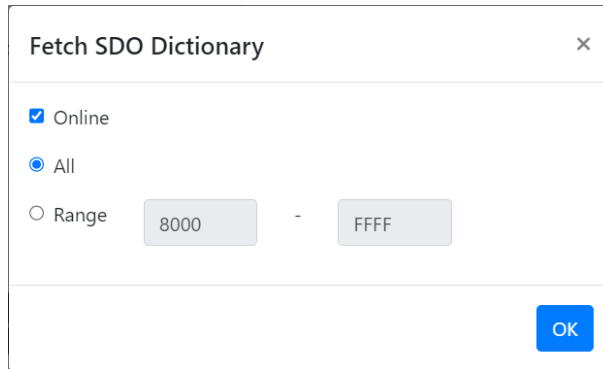 Fetch SDO Dictionary ×
Online
All
Range 8000 - FFFF
OK